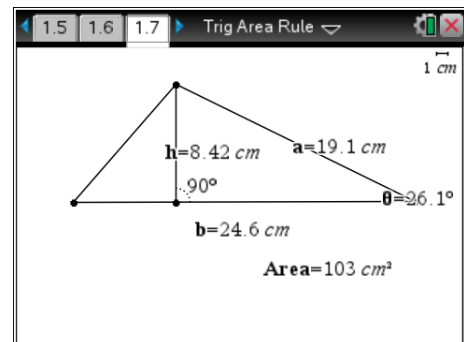 1.5 1.6 1.7 Trig Area Rule
1 cm
h=8.42 cm
a=19.1 cm
90°
θ=26.1°
b=24.6 cm
Area=103 cm²